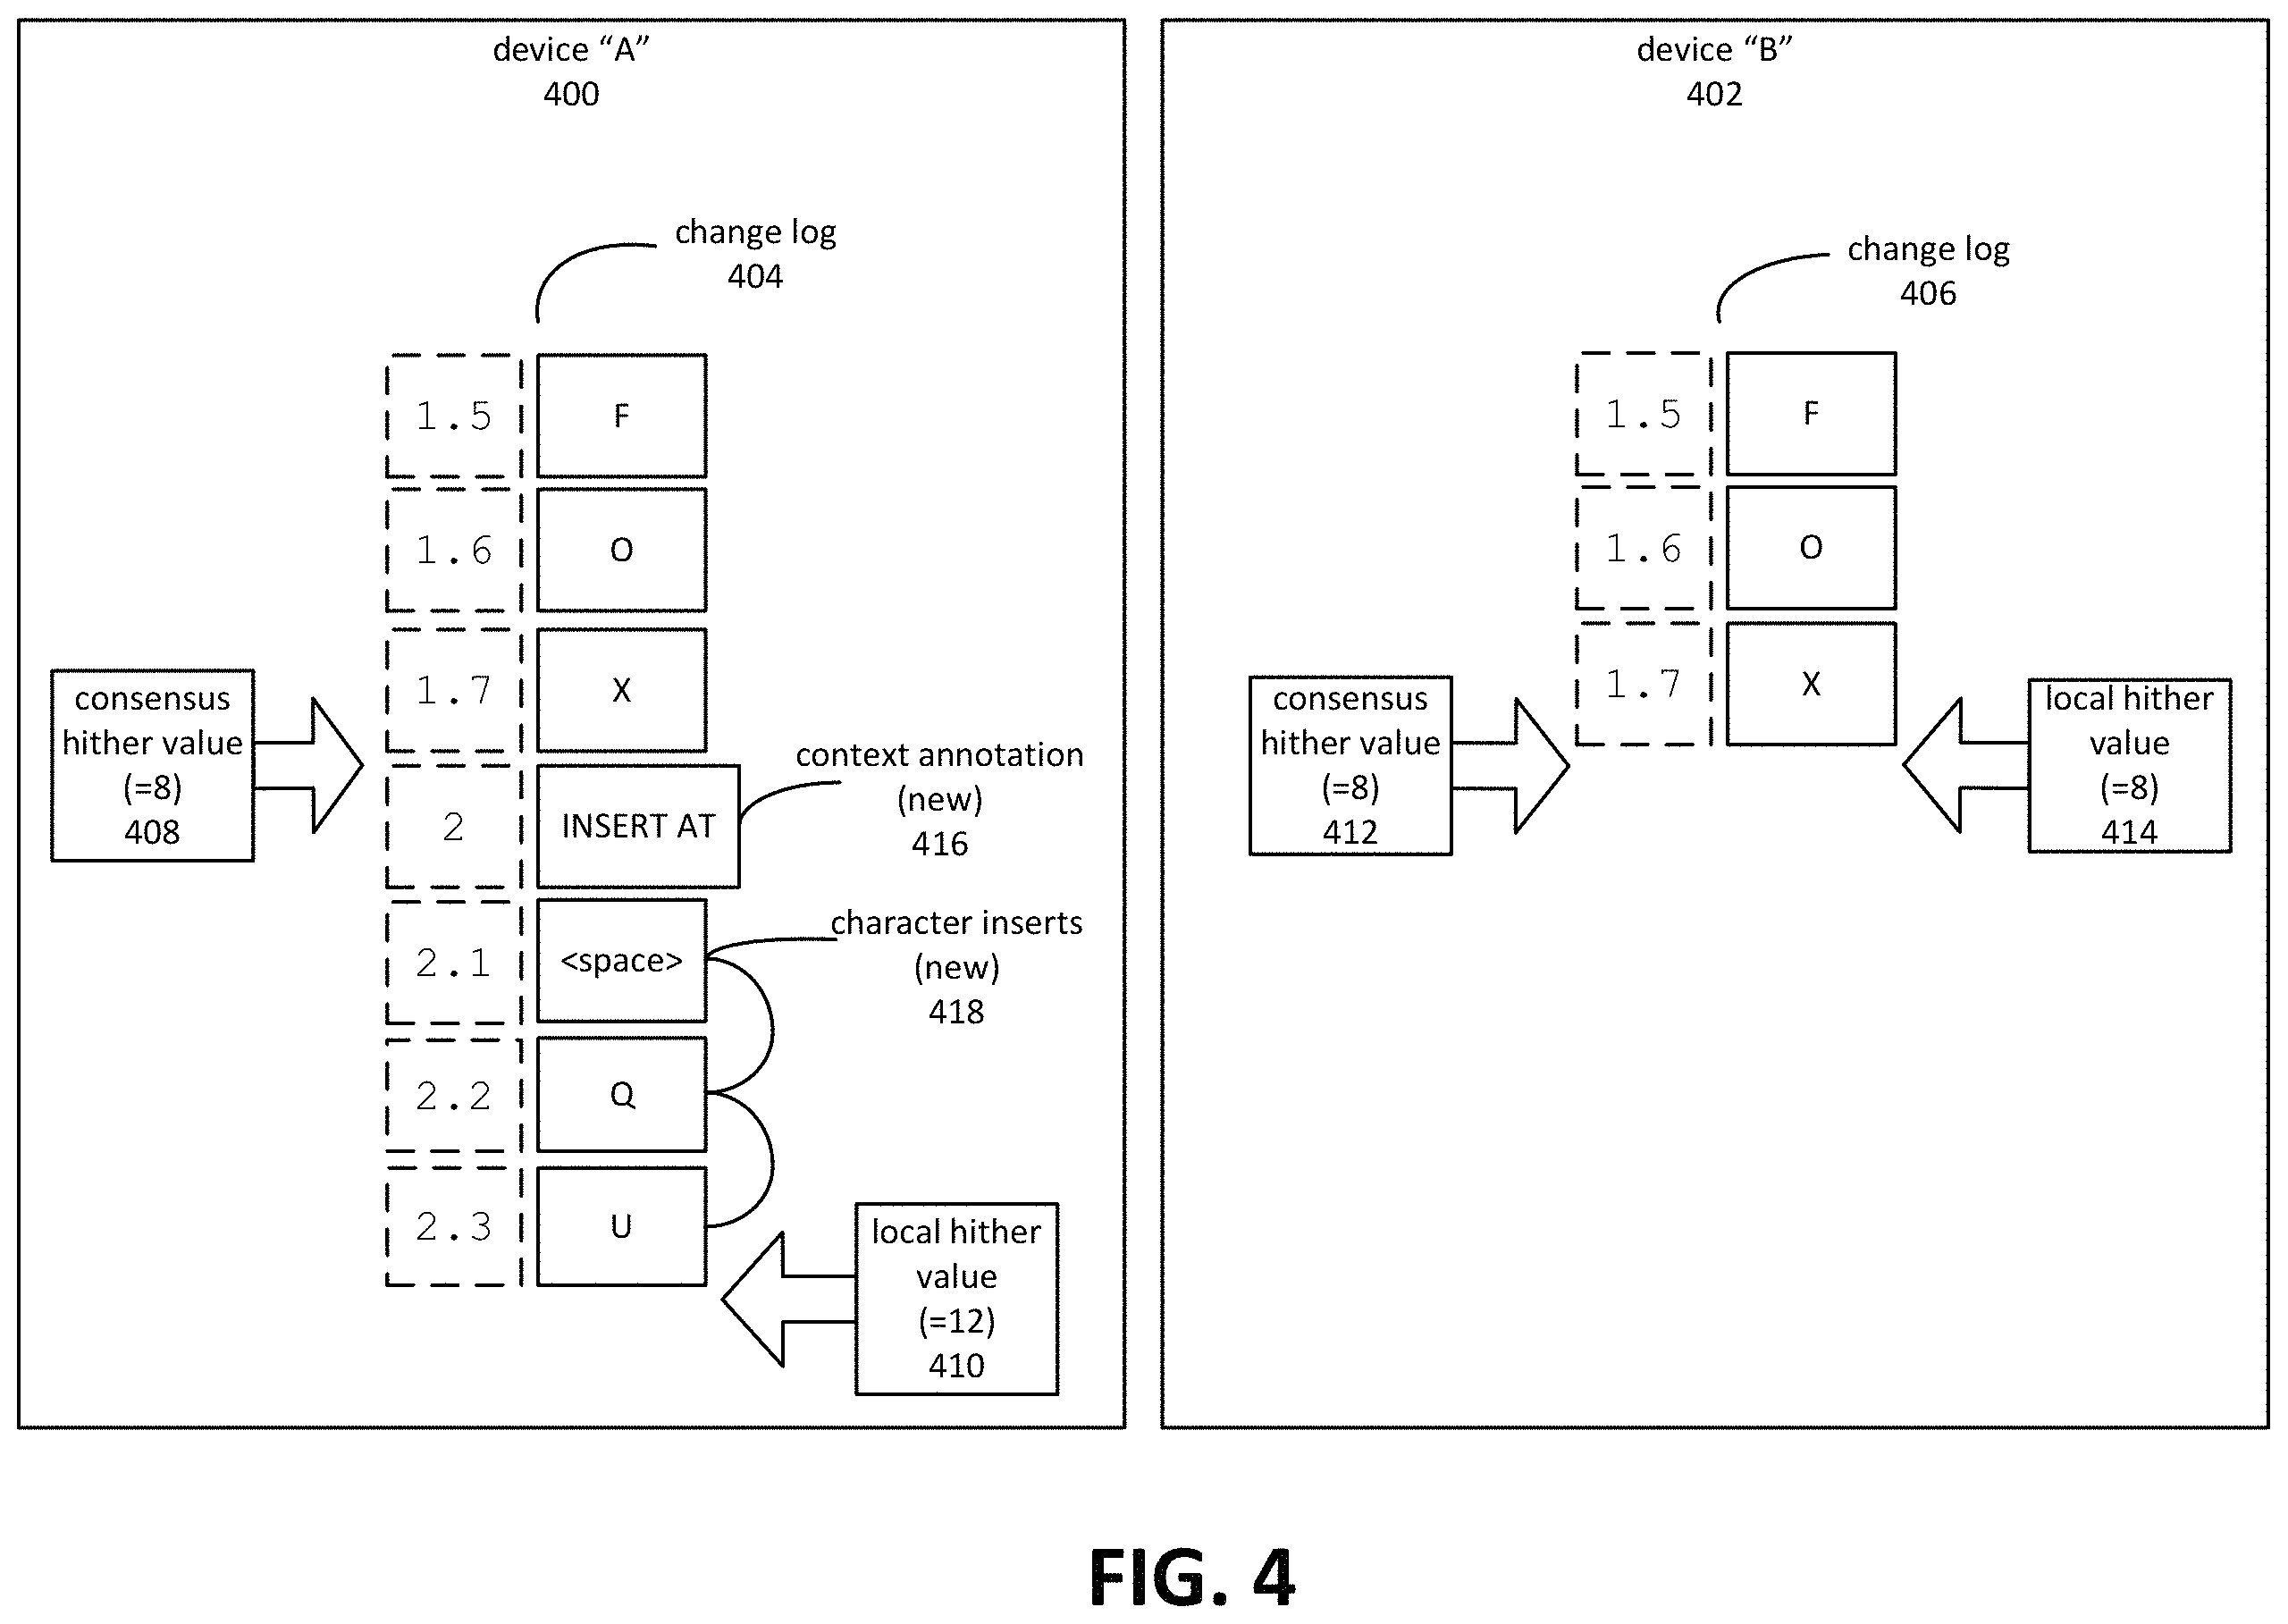 device “A”
400
change log
404
1.5
F
1.6
O
1.7
X
consensus
hither value
(=8)
408
2
INSERT AT
context annotation
(new)
416
2.1
<space>
character inserts
(new)
418
2.2
Q
2.3
U
local hither
value
(=12)
410
device “B”
402
change log
406
1.5
F
1.6
O
1.7
X
consensus
hither value
(=8)
412
local hither
value
(=8)
414
FIG. 4